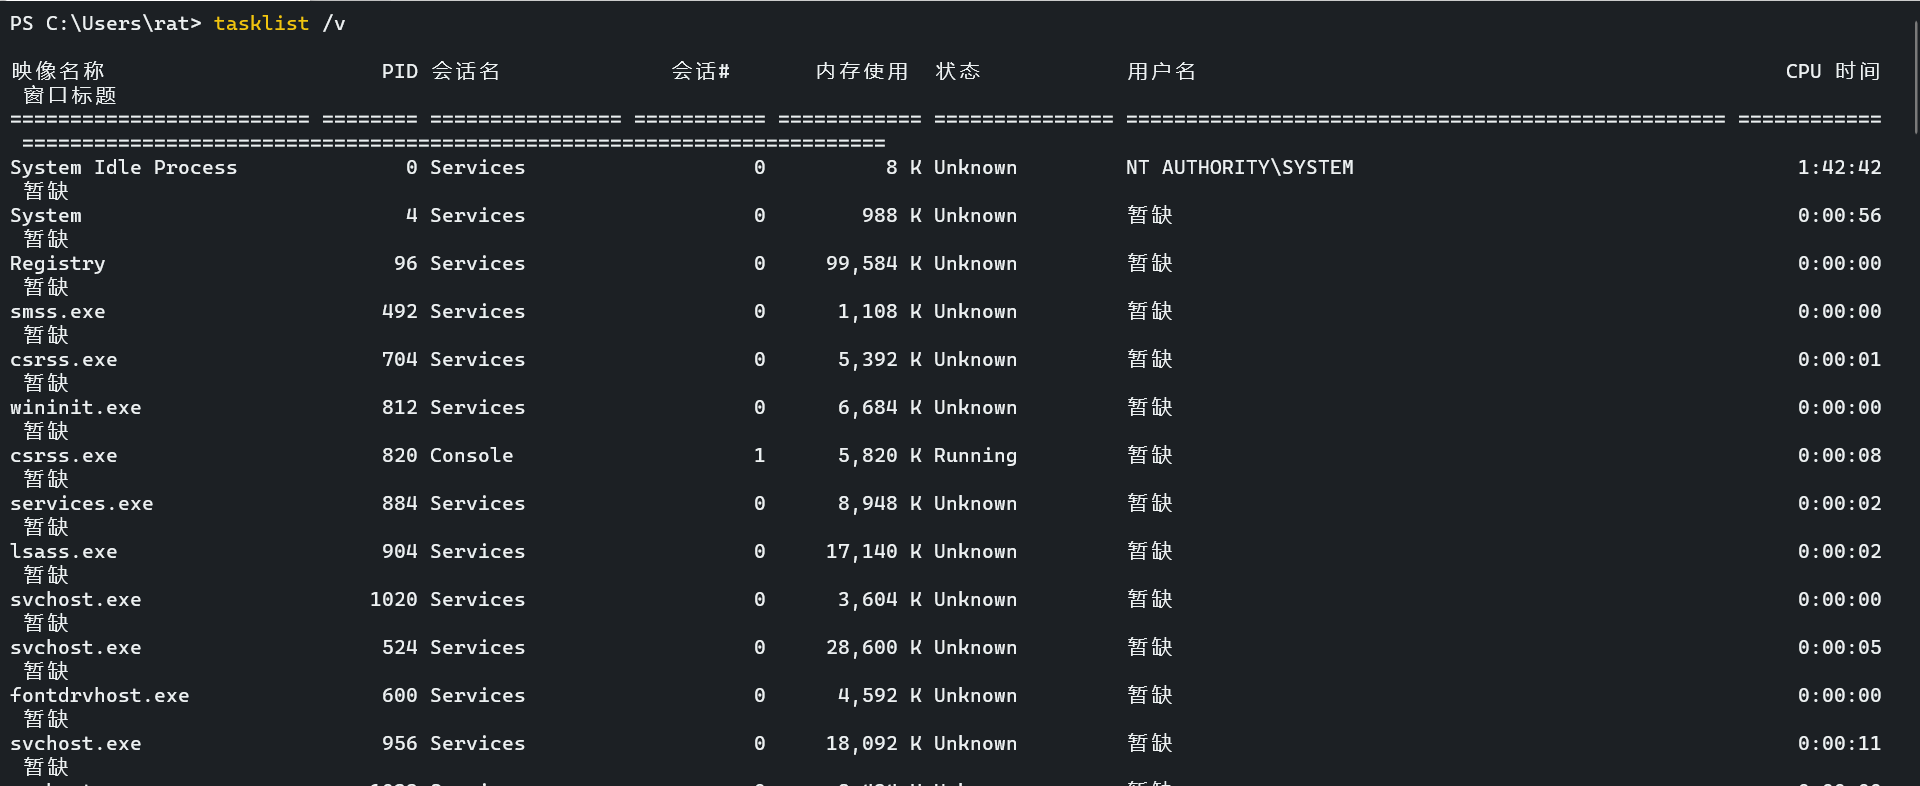 PS C:\Users\rat> tasklist /v
映像名称 PID 会话名 会话# 内存使用 状态 用户名 CPU 时间
窗口标题
========================= ======== ================ =========== ============ =============== ================================================== ============
========================================================================
System Idle Process 0 Services 0 8 K Unknown NT AUTHORITY\SYSTEM 1:42:42
暂缺
System 4 Services 0 988 K Unknown 暂缺 0:00:56
暂缺
Registry 96 Services 0 99,584 K Unknown 暂缺 0:00:00
暂缺
smss.exe 492 Services 0 1,108 K Unknown 暂缺 0:00:00
暂缺
csrss.exe 704 Services 0 5,392 K Unknown 暂缺 0:00:01
暂缺
wininit.exe 812 Services 0 6,684 K Unknown 暂缺 0:00:00
暂缺
csrss.exe 820 Console 1 5,820 K Running 暂缺 0:00:08
暂缺
services.exe 884 Services 0 8,948 K Unknown 暂缺 0:00:02
暂缺
lsass.exe 904 Services 0 17,140 K Unknown 暂缺 0:00:02
暂缺
svchost.exe 1020 Services 0 3,604 K Unknown 暂缺 0:00:00
暂缺
svchost.exe 524 Services 0 28,600 K Unknown 暂缺 0:00:05
暂缺
fontdrvhost.exe 600 Services 0 4,592 K Unknown 暂缺 0:00:00
暂缺
svchost.exe 956 Services 0 18,092 K Unknown 暂缺 0:00:11
暂缺